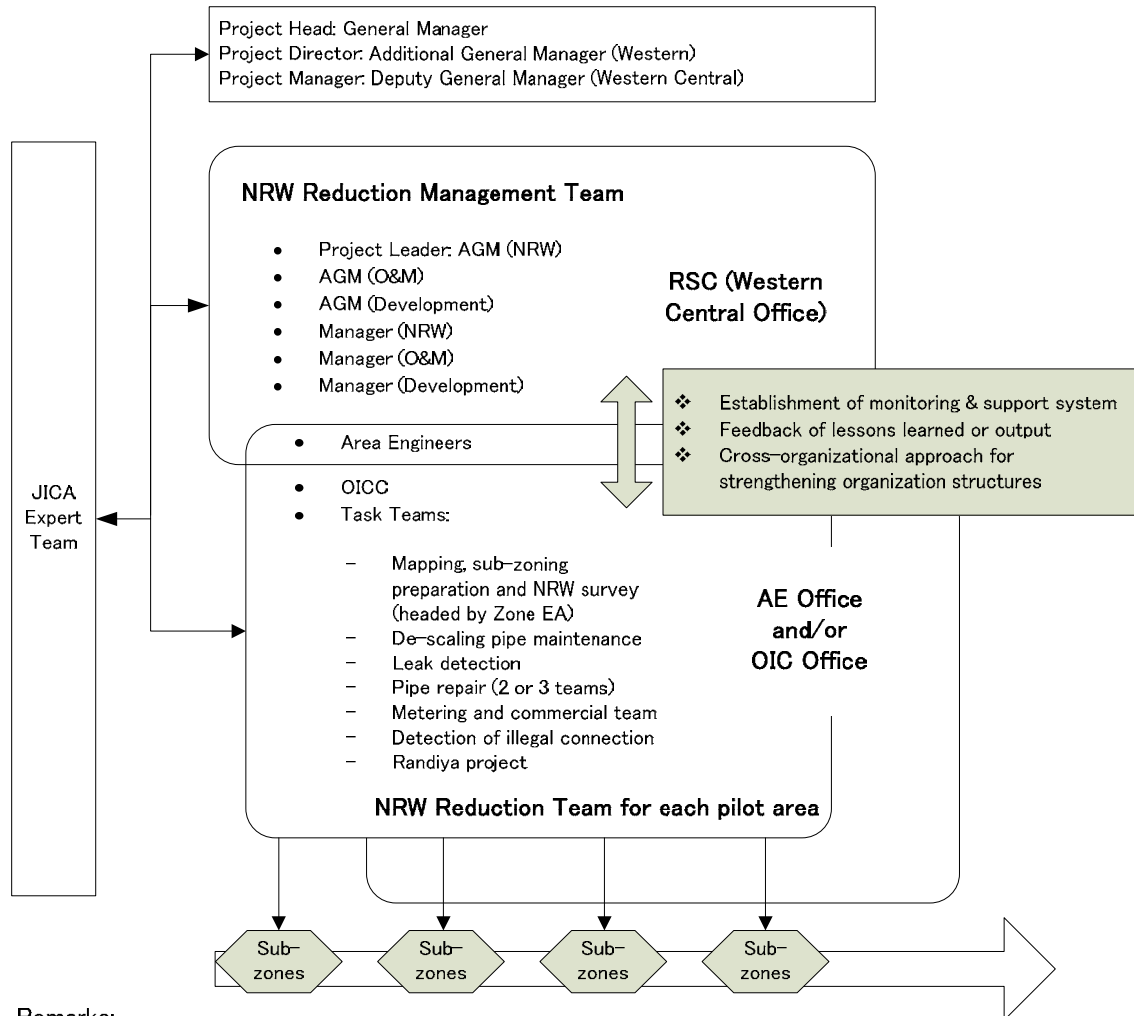 Project Head: General Manager
Project Director: Additional General Manager (Western)
Project Manager: Deputy General Manager (Western Central)
NRW Reduction Management Team
• Project Leader: AGM (NRW)
• AGM (O&M)
• AGM (Development)
• Manager (NRW)
• Manager (O&M)
• Manager (Development)
RSC (Western
Central Office)
❖ Establishment of monitoring & support system
❖ Feedback of lessons learned or output
❖ Cross-organizational approach for
strengthening organization structures
• Area Engineers
JICA
Expert
Team
• OICC
• Task Teams:
– Mapping, sub-zoning
preparation and NRW survey
(headed by Zone EA)
– De-scaling pipe maintenance
– Leak detection
– Pipe repair (2 or 3 teams)
– Metering and commercial team
– Detection of illegal connection
– Randiya project
AE Office
and/or
OIC Office
NRW Reduction Team for each pilot area
Sub-
zones
Sub-
zones
Sub-
zones
Sub-
zones
Remarks: